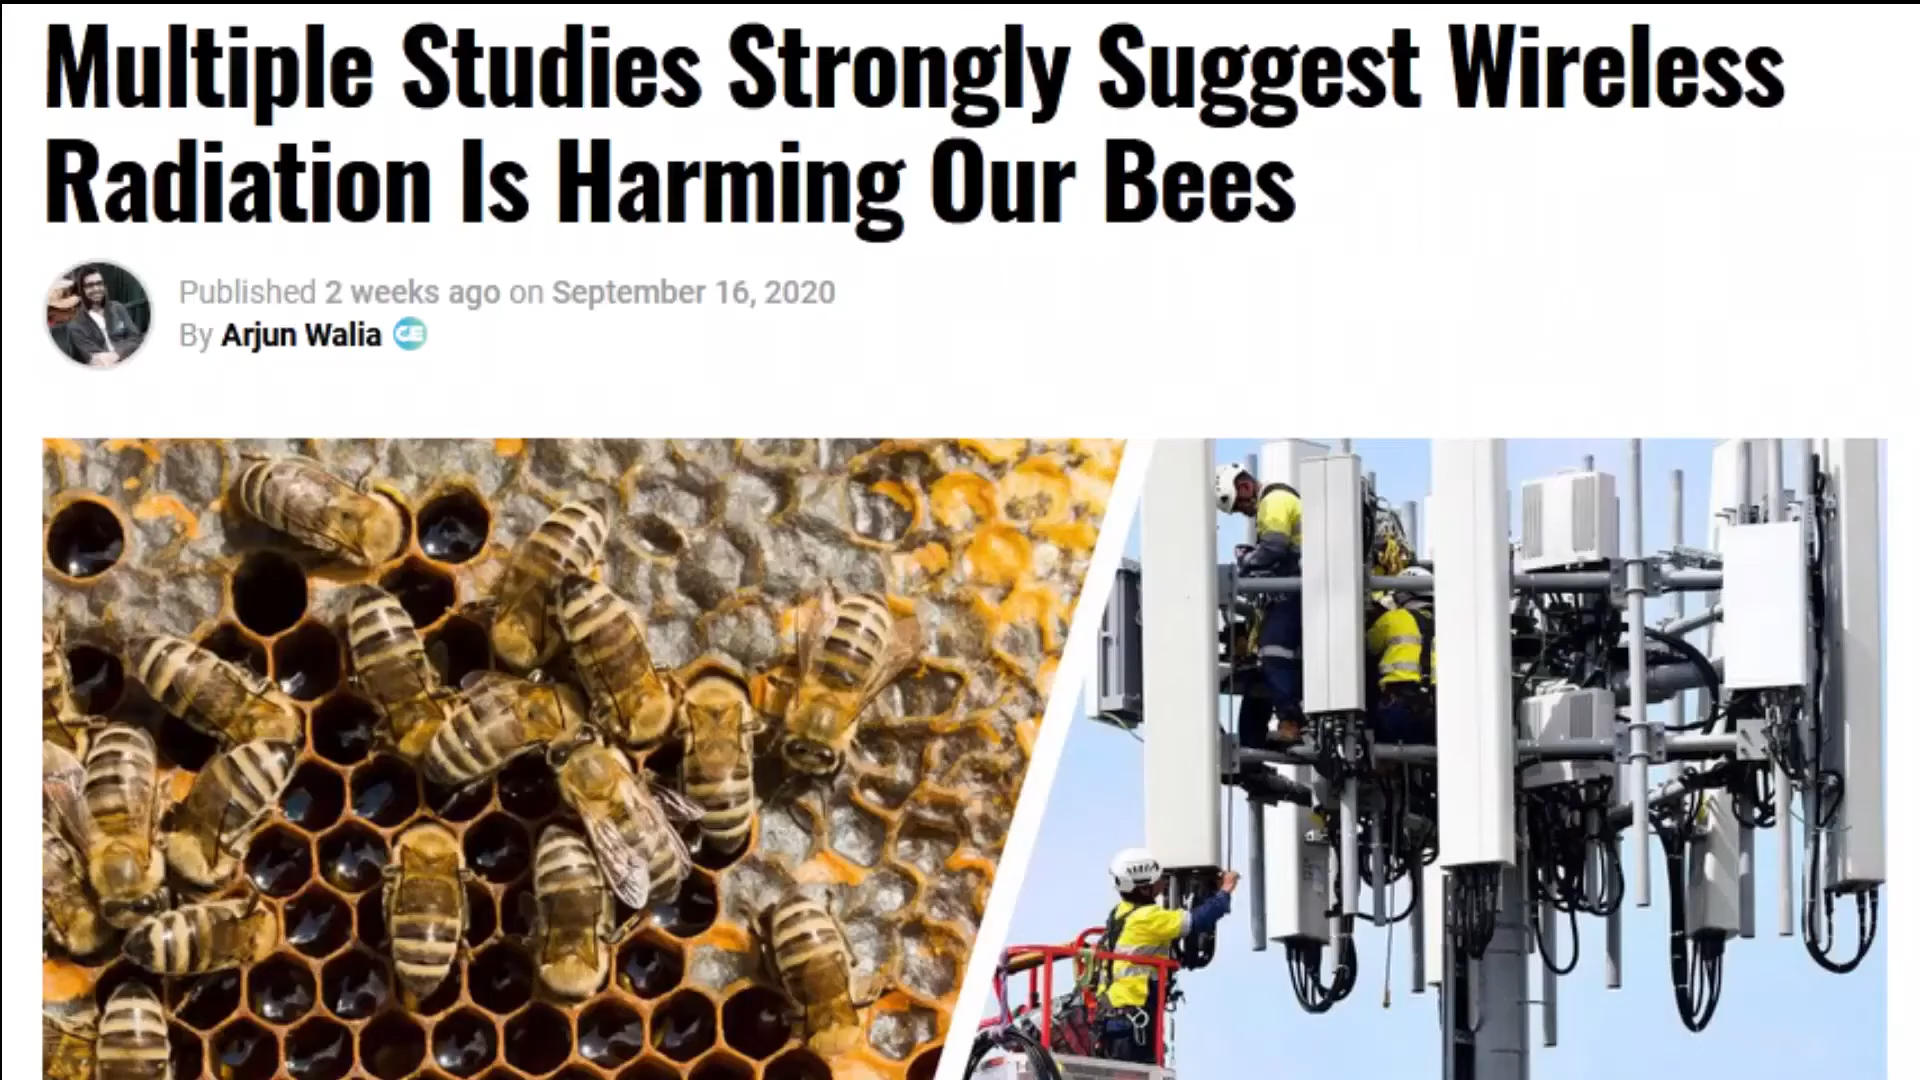 Multiple Studies Strongly Suggest Wireless
Radiation Is Harming Our Bees
Published 2 weeks ago on September 16, 2020
By Arjun Walia CE